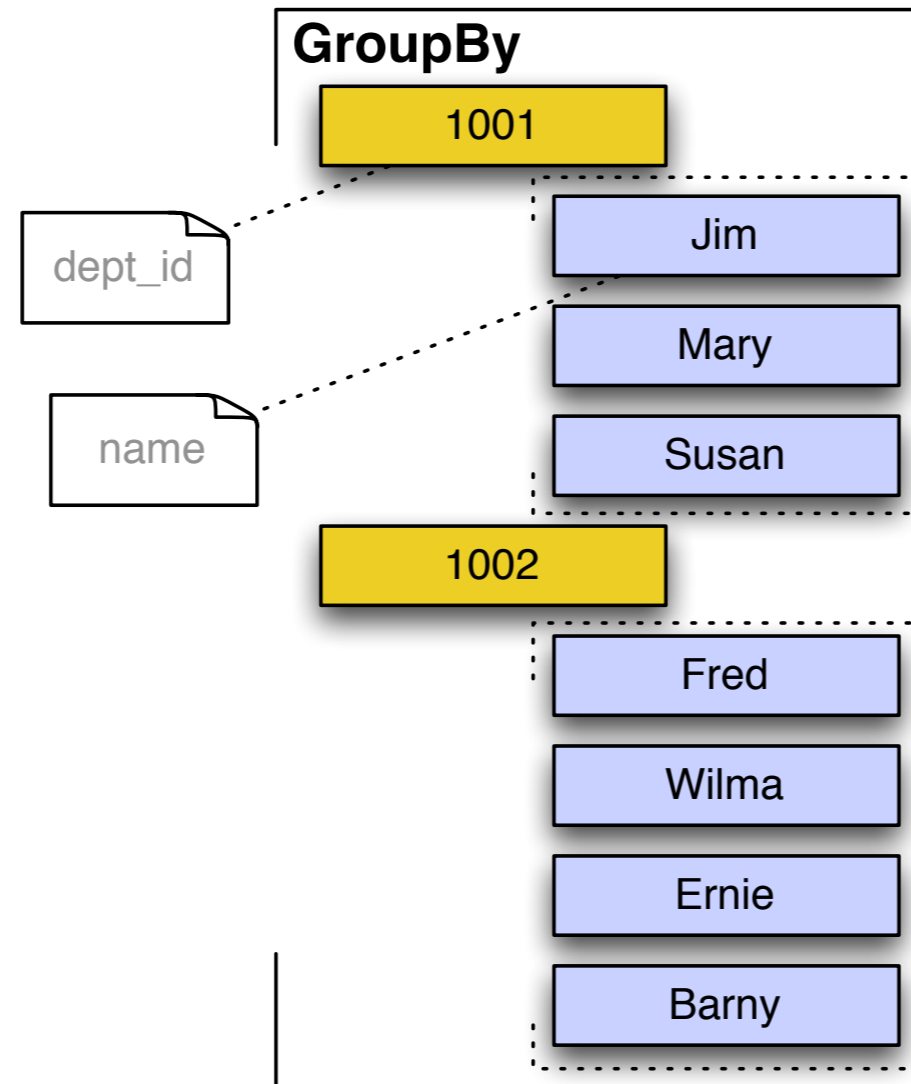 GroupBy
1001
dept_id
Jim
Mary
name
Susan
1002
Fred
Wilma
Ernie
Barny